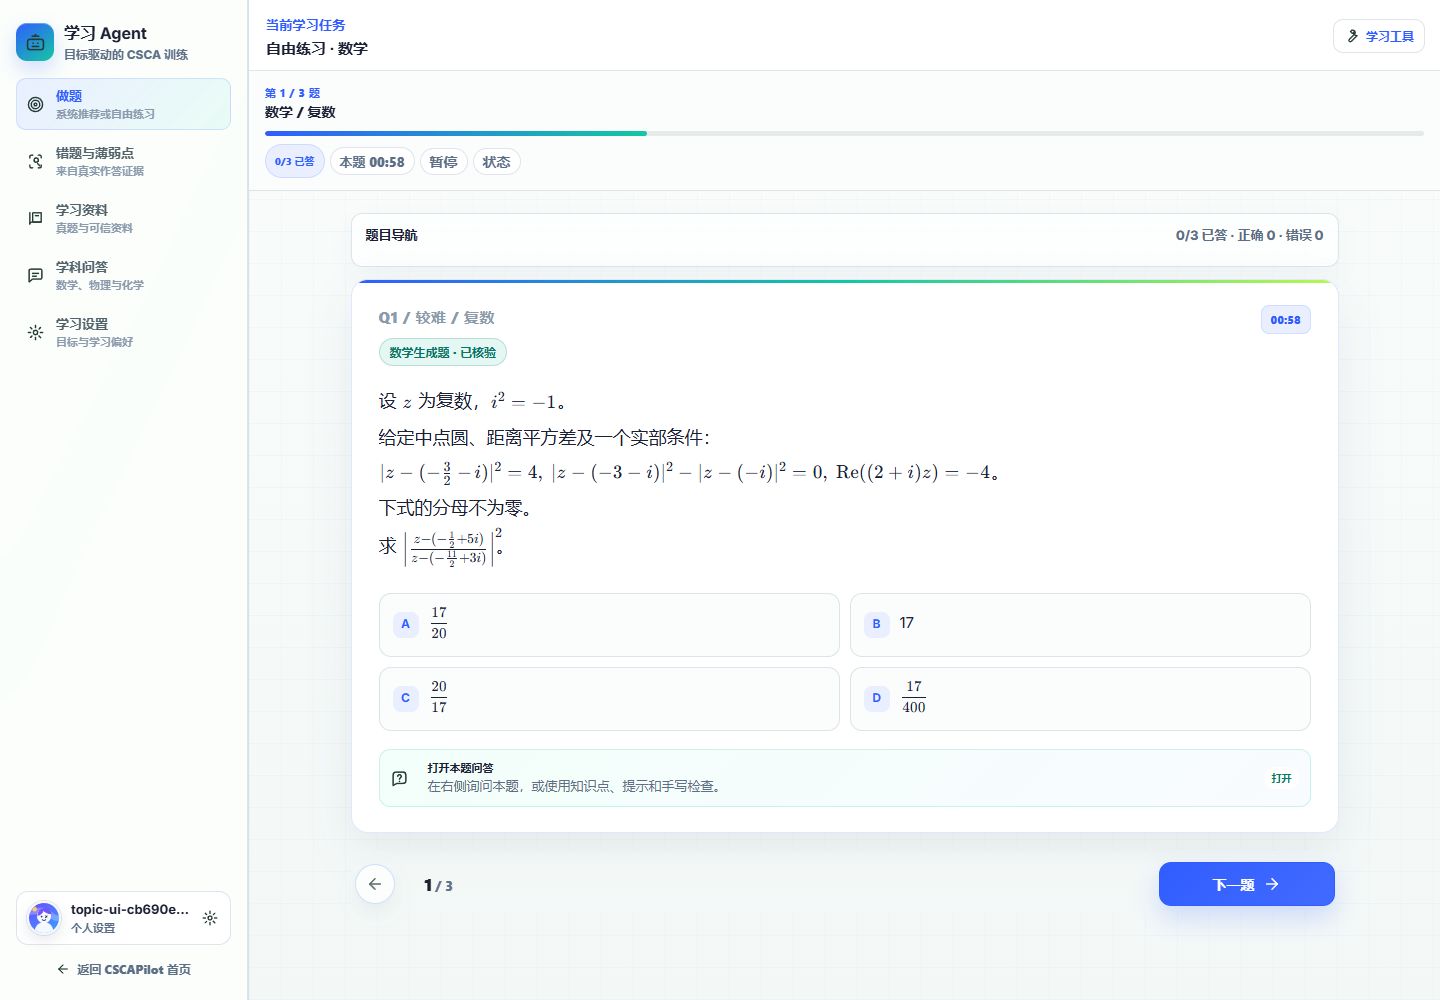 学习 Agent
目标驱动的 CSCA 训练
做题
系统推荐或自由练习
错题与薄弱点
来自真实作答证据
学习资料
真题与可信资料
学科问答
数学、物理与化学
学习设置
目标与学习偏好
topic-ui-cb690e...
个人设置
返回 CSCAPilot 首页
当前学习任务
自由练习 · 数学
学习工具
第 1 / 3 题
数学 / 复数
0/3 已答 本题 00:58 暂停 状态
题目导航 0/3 已答 · 正确 0 · 错误 0
Q1 / 较难 / 复数 00:58
数学生成题 · 已核验
设 z 为复数，i² = −1。
给定中点圆、距离平方差及一个实部条件：
|z − (−3/2 − i)|² = 4, |z − (−3 − i)|² − |z − (−i)|² = 0, Re((2 + i)z) = −4。
下式的分母不为零。
求 |(z−(−1/2+5i))/(z−(−11/2+3i))|²。
A 17/20
B 17
C 20/17
D 17/400
打开本题问答
在右侧询问本题，或使用知识点、提示和手写检查。
打开
1 / 3
下一题